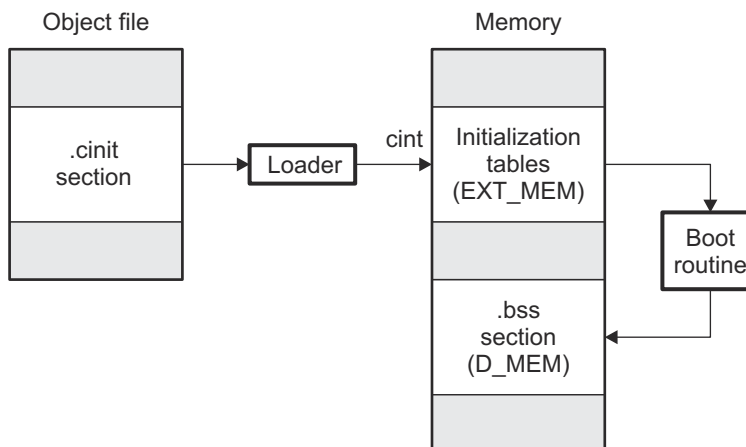 Object file
Memory
.cinit
section
Loader
cint
Initialization
tables
(EXT_MEM)
Boot
routine
.bss
section
(D_MEM)